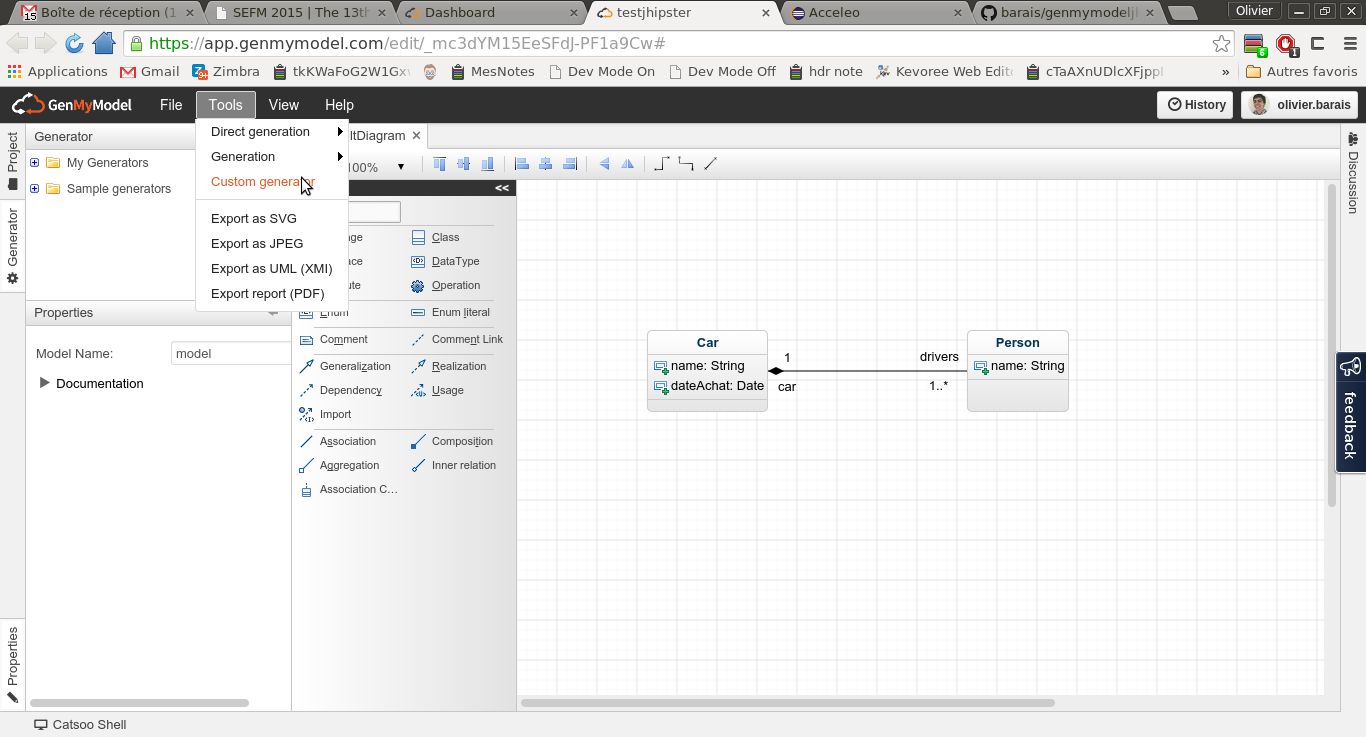 Boîte de réception (1
15
SEFM 2015 | The 13th
Dashboard
testjhipster
Acceleo
barais/genmymodelj
Olivier
https://app.genmymodel.com/edit/_mc3dYM15EeSFdJ-PF1a9Cw#
6
1
Applications
Gmail
Zimbra
tkKWaFoG2W1Gx
MesNotes
Dev Mode On
Dev Mode Off
hdr note
Kevoree Web Edit
cTaAXnUDlcXFjpp
»
Autres favoris
GenMyModel
File
Tools
View
Help
History
olivier.barais
Project
Generator
Properties
Generator
My Generators
Sample generators
Direct generation
Generation
Custom generator
Export as SVG
Export as JPEG
Export as UML (XMI)
Export report (PDF)
ltDiagram
100%
<<
Properties
Model Name:
model
Documentation
ge
Class
ce
DataType
ute
Operation
Enum
Enum literal
Comment
Comment Link
Generalization
Realization
Dependency
Usage
Import
Association
Composition
Aggregation
Inner relation
Association C...
Car
name: String
dateAchat: Date
1
car
drivers
1..*
Person
name: String
Discussion
feedback
Catsoo Shell